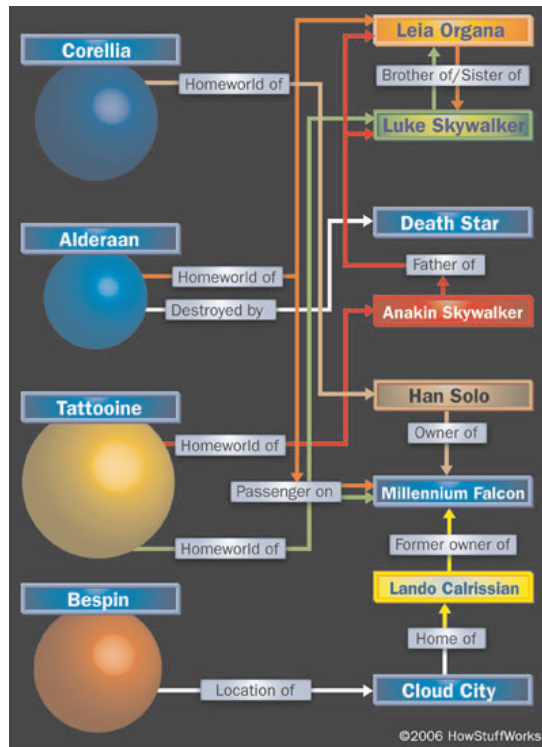 Leia Organa
Corellia
Homeworld of
Brother of/Sister of
Luke Skywalker
Death Star
Alderaan
Homeworld of
Father of
Destroyed by
Anakin Skywalker
Han Solo
Tattooine
Owner of
Homeworld of
Passenger on
Millennium Falcon
Former owner of
Homeworld of
Lando Calrissian
Bespin
Home of
Location of
Cloud City
©2006 HowStuffWorks